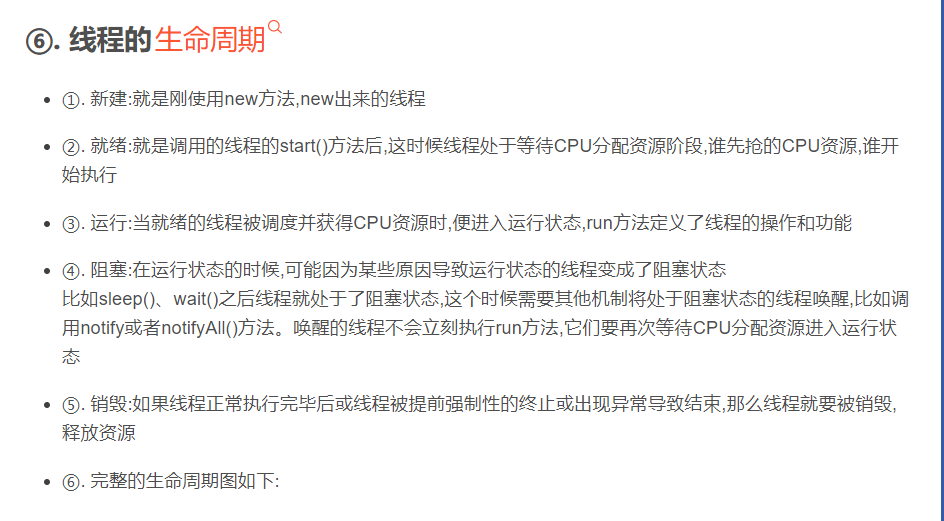 ⑥. 线程的生命周期
①. 新建:就是刚使用new方法,new出来的线程
②. 就绪:就是调用的线程的start()方法后,这时候线程处于等待CPU分配资源阶段,谁先抢的CPU资源,谁开
始执行
③. 运行:当就绪的线程被调度并获得CPU资源时,便进入运行状态,run方法定义了线程的操作和功能
④. 阻塞:在运行状态的时候,可能因为某些原因导致运行状态的线程变成了阻塞状态
比如sleep()、wait()之后线程就处于了阻塞状态,这个时候需要其他机制将处于阻塞状态的线程唤醒,比如调
用notify或者notifyAll()方法。唤醒的线程不会立刻执行run方法,它们要再次等待CPU分配资源进入运行状
态
⑤. 销毁:如果线程正常执行完毕后或线程被提前强制性的终止或出现异常导致结束,那么线程就要被销毁,
释放资源
⑥. 完整的生命周期图如下: